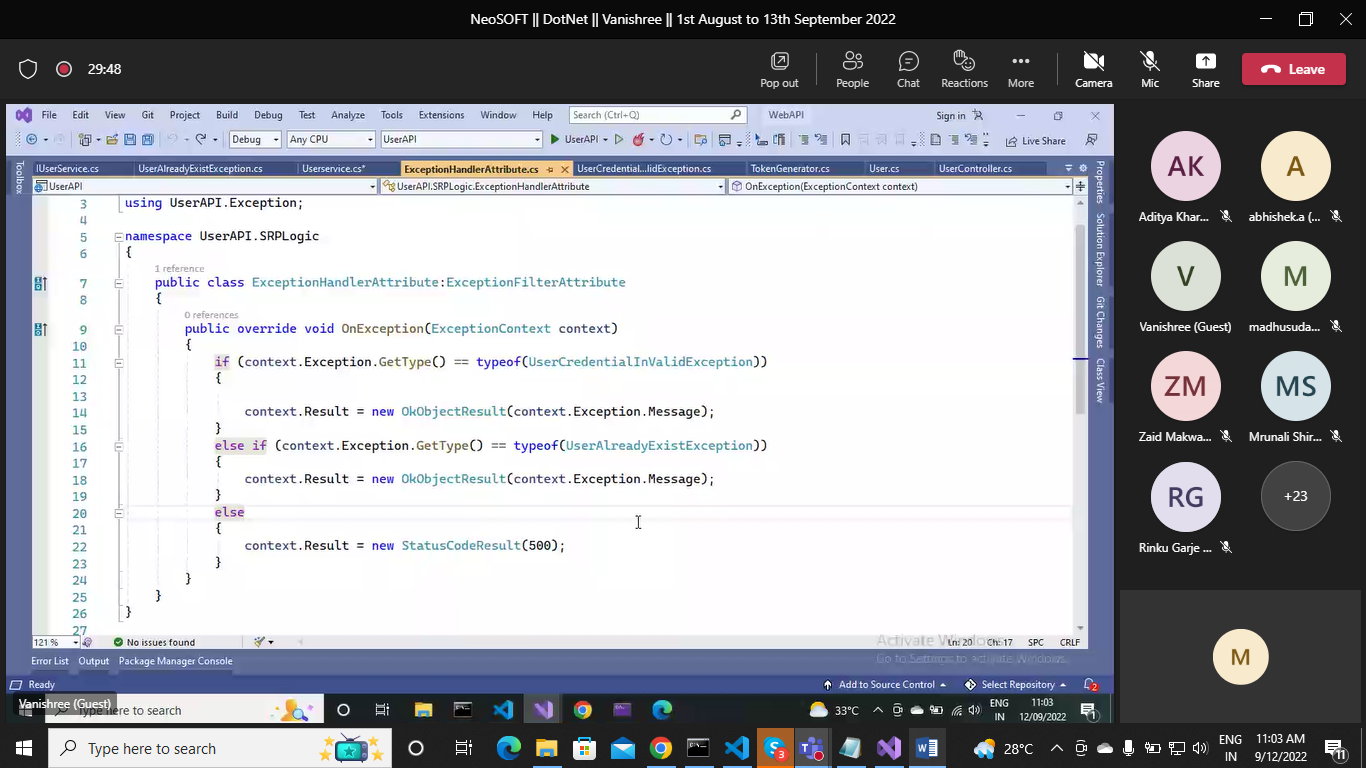 NeoSOFT || DotNet || Vanishree || 1st August to 13th September 2022
29:48
Pop out
People
Chat
Reactions
More
Camera
Mic
Share
Leave
File Edit View Git Project Build Debug Test Analyze Tools Extensions Window Help Search (Ctrl+Q) WebAPI Sign in
Debug Any CPU UserAPI UserAPI Live Share
IUserService.cs UserAlreadyExistException.cs Userservice.cs* ExceptionHandlerAttribute.cs UserCredential...lidException.cs TokenGenerator.cs User.cs UserController.cs
UserAPI UserAPI.SRPLogic.ExceptionHandlerAttribute OnException(ExceptionContext context)
Toolbox
3 using UserAPI.Exception;
4
5 namespace UserAPI.SRPLogic
6 {
1 reference
7 public class ExceptionHandlerAttribute:ExceptionFilterAttribute
8 {
0 references
9 public override void OnException(ExceptionContext context)
10 {
11 if (context.Exception.GetType() == typeof(UserCredentialInValidException))
12 {
13
14 context.Result = new OkObjectResult(context.Exception.Message);
15 }
16 else if (context.Exception.GetType() == typeof(UserAlreadyExistException))
17 {
18 context.Result = new OkObjectResult(context.Exception.Message);
19 }
20 else
21 {
22 context.Result = new StatusCodeResult(500);
23 }
24 }
25 }
26 }
27
Properties
Solution Explorer
Git Changes
Class View
121 % No issues found Ln: 20 Ch: 17 SPC CRLF
Activate Windows
Go to Settings to activate Windows.
Error List Output Package Manager Console
Ready Add to Source Control Select Repository 2
Vanishree (Guest)
Type here to search 33°C ENG IN 11:03 12/09/2022 1
AK
Aditya Khar...
A
abhishek.a (...
V
Vanishree (Guest)
M
madhusuda...
ZM
Zaid Makwa...
MS
Mrunali Shir...
RG
Rinku Garje ...
+23
M
Type here to search 3 28°C ENG IN 11:03 AM 9/12/2022 11